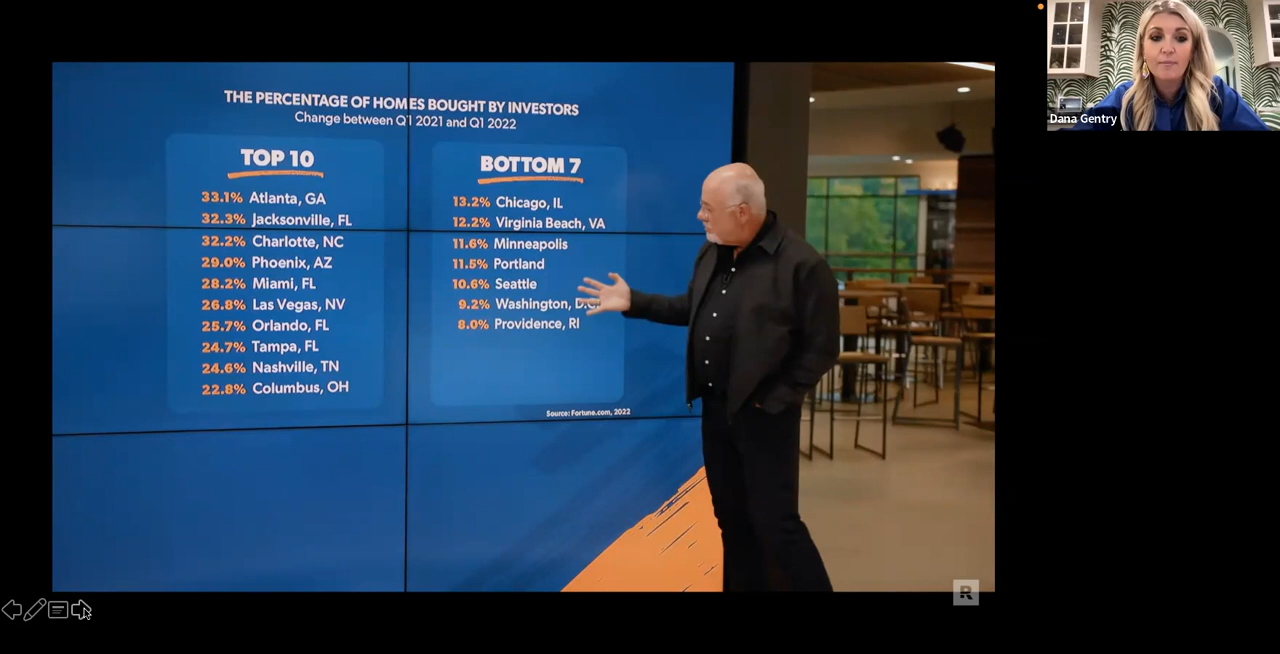 THE PERCENTAGE OF HOMES BOUGHT BY INVESTORS
Change between Q1 2021 and Q1 2022
TOP 10
33.1% Atlanta, GA
32.3% Jacksonville, FL
32.2% Charlotte, NC
29.0% Phoenix, AZ
28.2% Miami, FL
26.8% Las Vegas, NV
25.7% Orlando, FL
24.7% Tampa, FL
24.6% Nashville, TN
22.8% Columbus, OH
BOTTOM 7
13.2% Chicago, IL
12.2% Virginia Beach, VA
11.6% Minneapolis
11.5% Portland
10.6% Seattle
9.2% Washington, D.C.
8.0% Providence, RI
Source: Fortune.com, 2022
R
Dana Gentry